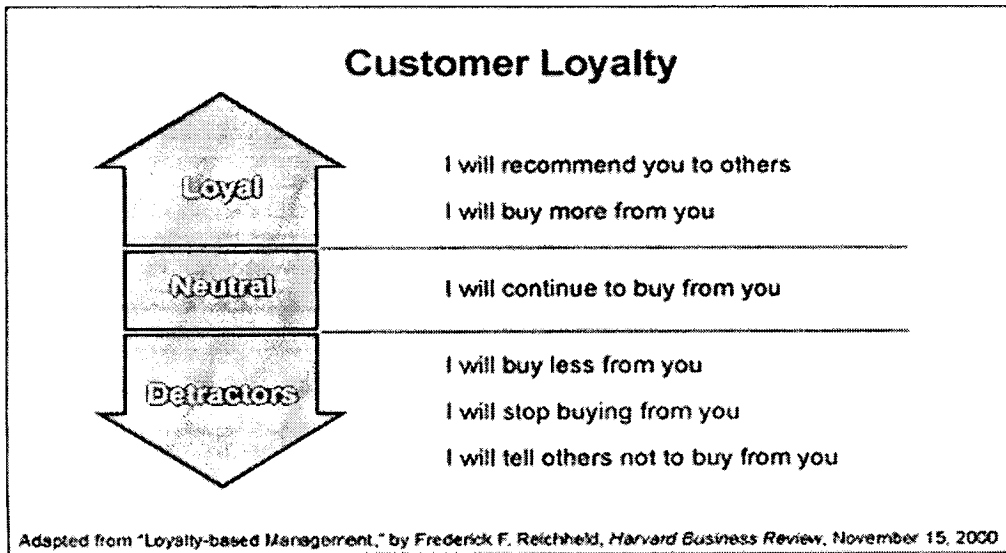 Customer Loyalty
Loyal
I will recommend you to others
I will buy more from you
Neutral
I will continue to buy from you
Detractors
I will buy less from you
I will stop buying from you
I will tell others not to buy from you
Adapted from "Loyalty-based Management," by Frederick F. Reichheld, Harvard Business Review, November 15, 2000